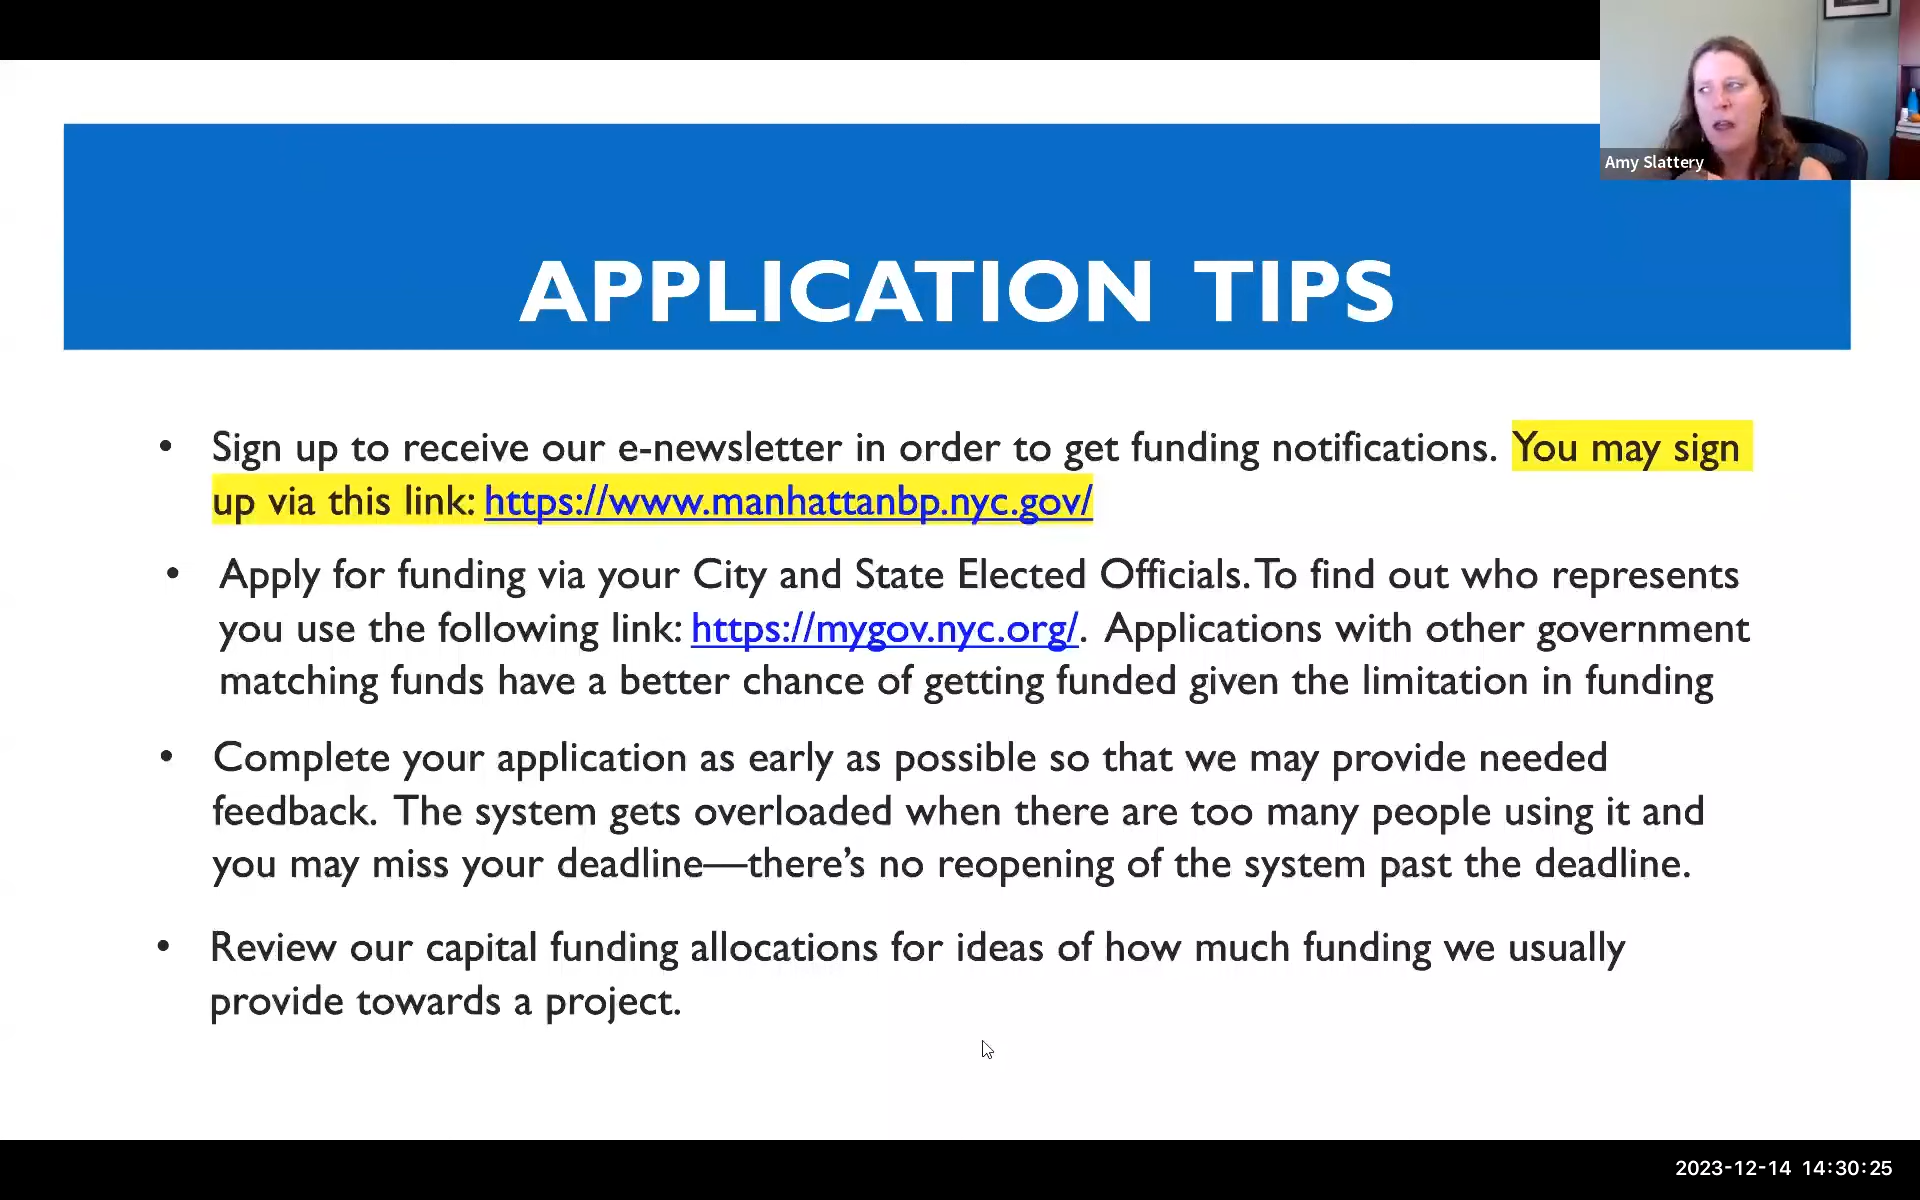 Amy Slattery
APPLICATION TIPS
• Sign up to receive our e-newsletter in order to get funding notifications. You may sign
up via this link: https://www.manhattanbp.nyc.gov/
• Apply for funding via your City and State Elected Officials. To find out who represents
you use the following link: https://mygov.nyc.org/. Applications with other government
matching funds have a better chance of getting funded given the limitation in funding
• Complete your application as early as possible so that we may provide needed
feedback. The system gets overloaded when there are too many people using it and
you may miss your deadline—there’s no reopening of the system past the deadline.
• Review our capital funding allocations for ideas of how much funding we usually
provide towards a project.
2023-12-14 14:30:25